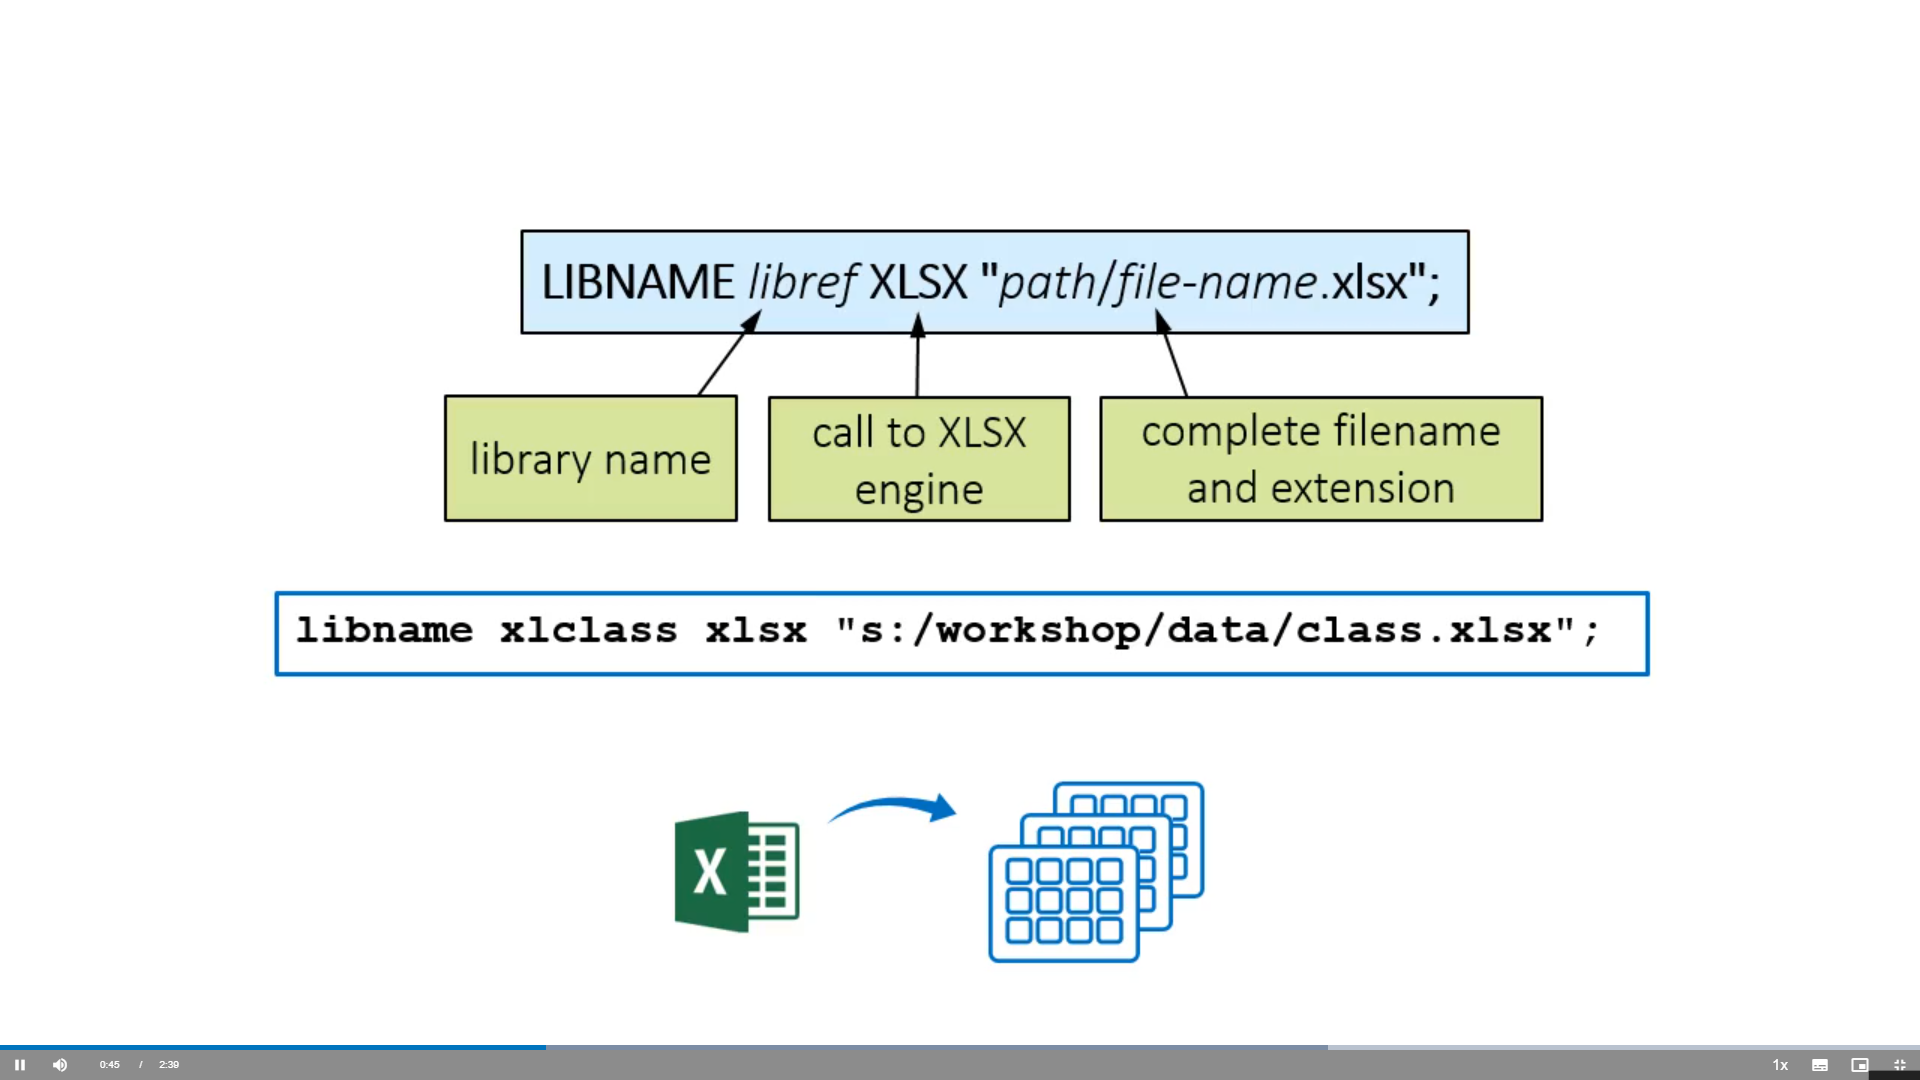 LIBNAME libref XLSX "path/file-name.xlsx";
library name
call to XLSX
engine
complete filename
and extension
libname xlclass xlsx "s:/workshop/data/class.xlsx";
X
0:45 / 2:39
1x